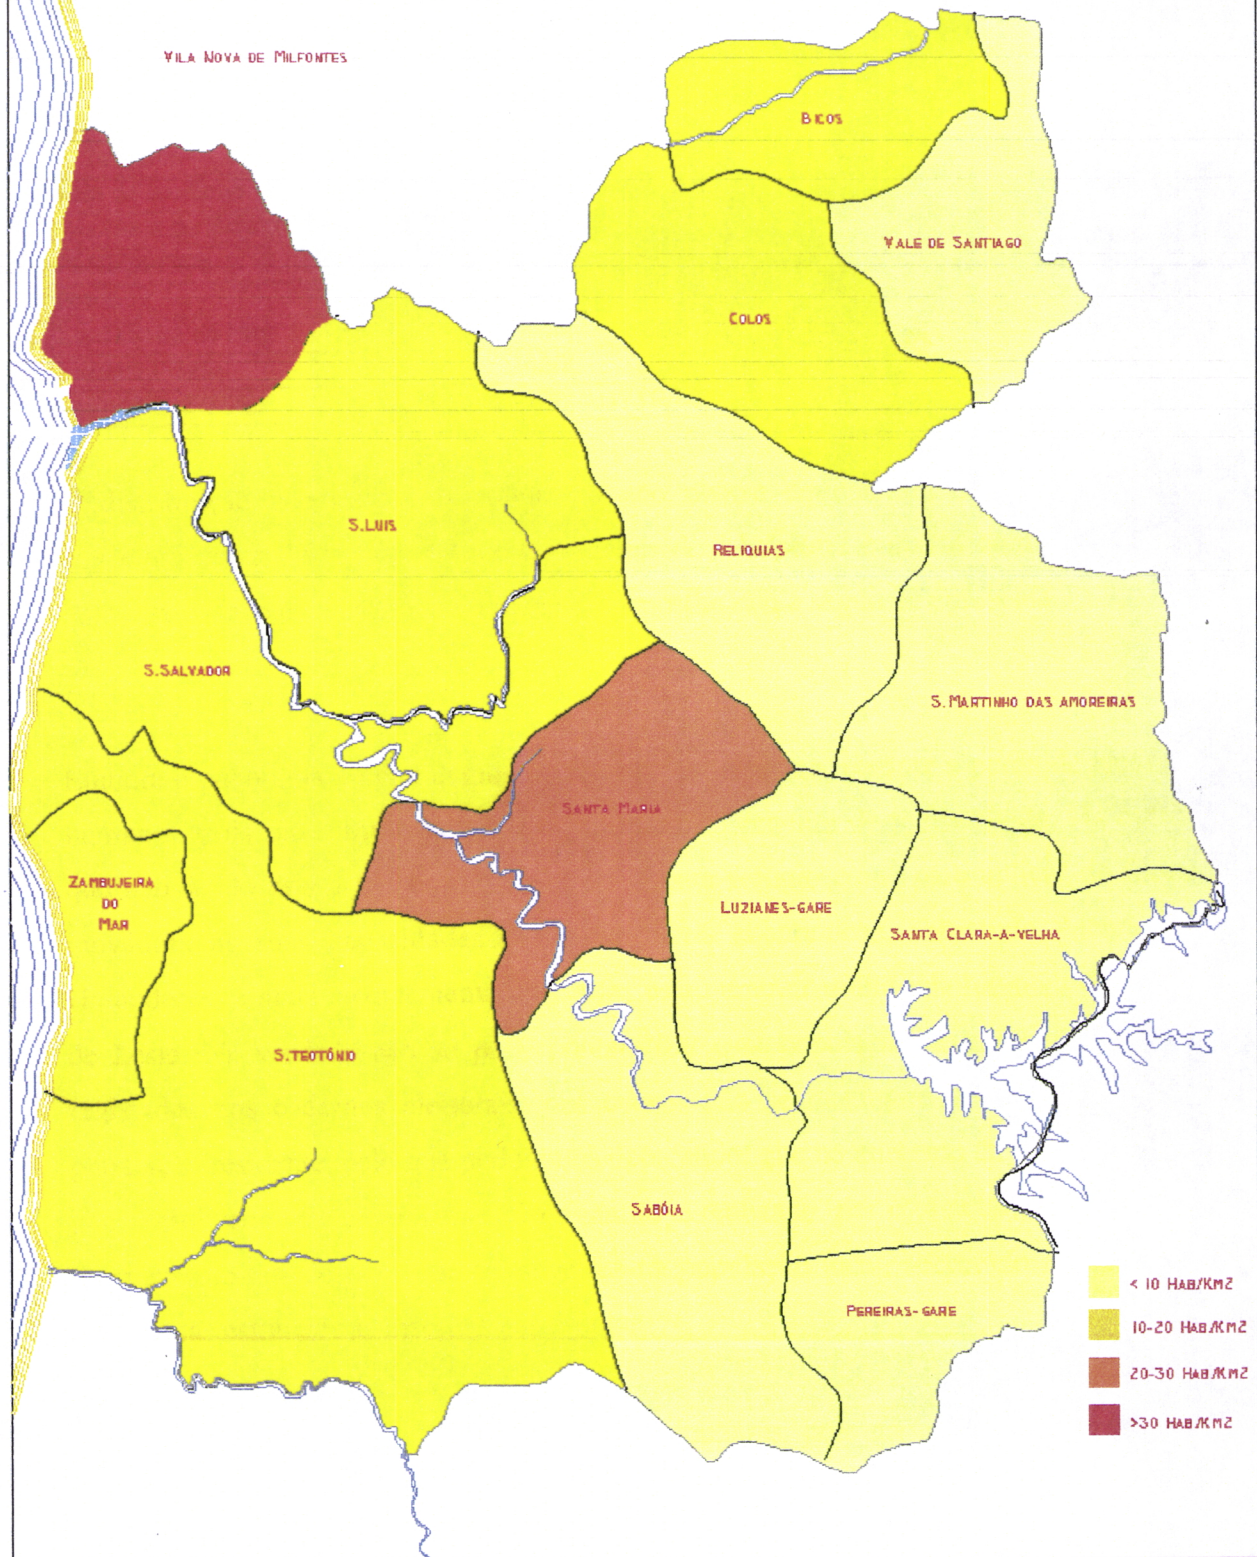 VILA NOVA DE MILFONTES
BICOS
VALE DE SANTIAGO
COLOS
S.LUIS
RELIQUIAS
S.SALVADOR
S.MARTINHO DAS AMOREIRAS
SANTA MARIA
ZAMBUJEIRA
DO
MAR
LUZIANES-GARE
SANTA CLARA-A-VELHA
S.TEOTÓNIO
SABÓIA
PEREIRAS-GARE
< 10 HAB/KM2
10-20 HAB/KM2
20-30 HAB/KM2
>30 HAB/KM2